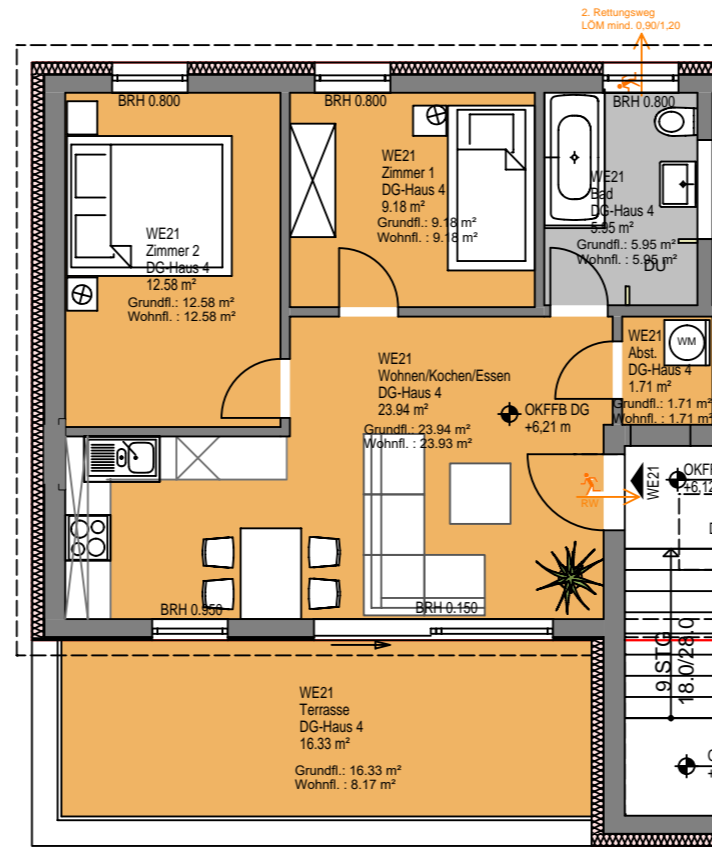 2. Rettungsweg
LÖM mind. 0,90/1,20
BRH 0.800
BRH 0.800
BRH 0.800
WE21
Zimmer 2
DG-Haus 4
12.58 m²
Grundfl.: 12.58 m²
Wohnfl. : 12.58 m²
WE21
Zimmer 1
DG-Haus 4
9.18 m²
Grundfl.: 9.18 m²
Wohnfl. : 9.18 m²
WE21
Bad
DG-Haus 4
5.95 m²
Grundfl.: 5.95 m²
Wohnfl. : 5.95 m²
DU
WE21
Wohnen/Kochen/Essen
DG-Haus 4
23.94 m²
Grundfl.: 23.94 m²
Wohnfl. : 23.93 m²
OKFFB DG
+6,21 m
WE21
Abst.
DG-Haus 4
1.71 m²
Grundfl.: 1.71 m²
Wohnfl. : 1.71 m²
WM
RW
WE21
BRH 0.950
BRH 0.150
9 STG
18.0/28.0
WE21
Terrasse
DG-Haus 4
16.33 m²
Grundfl.: 16.33 m²
Wohnfl. : 8.17 m²